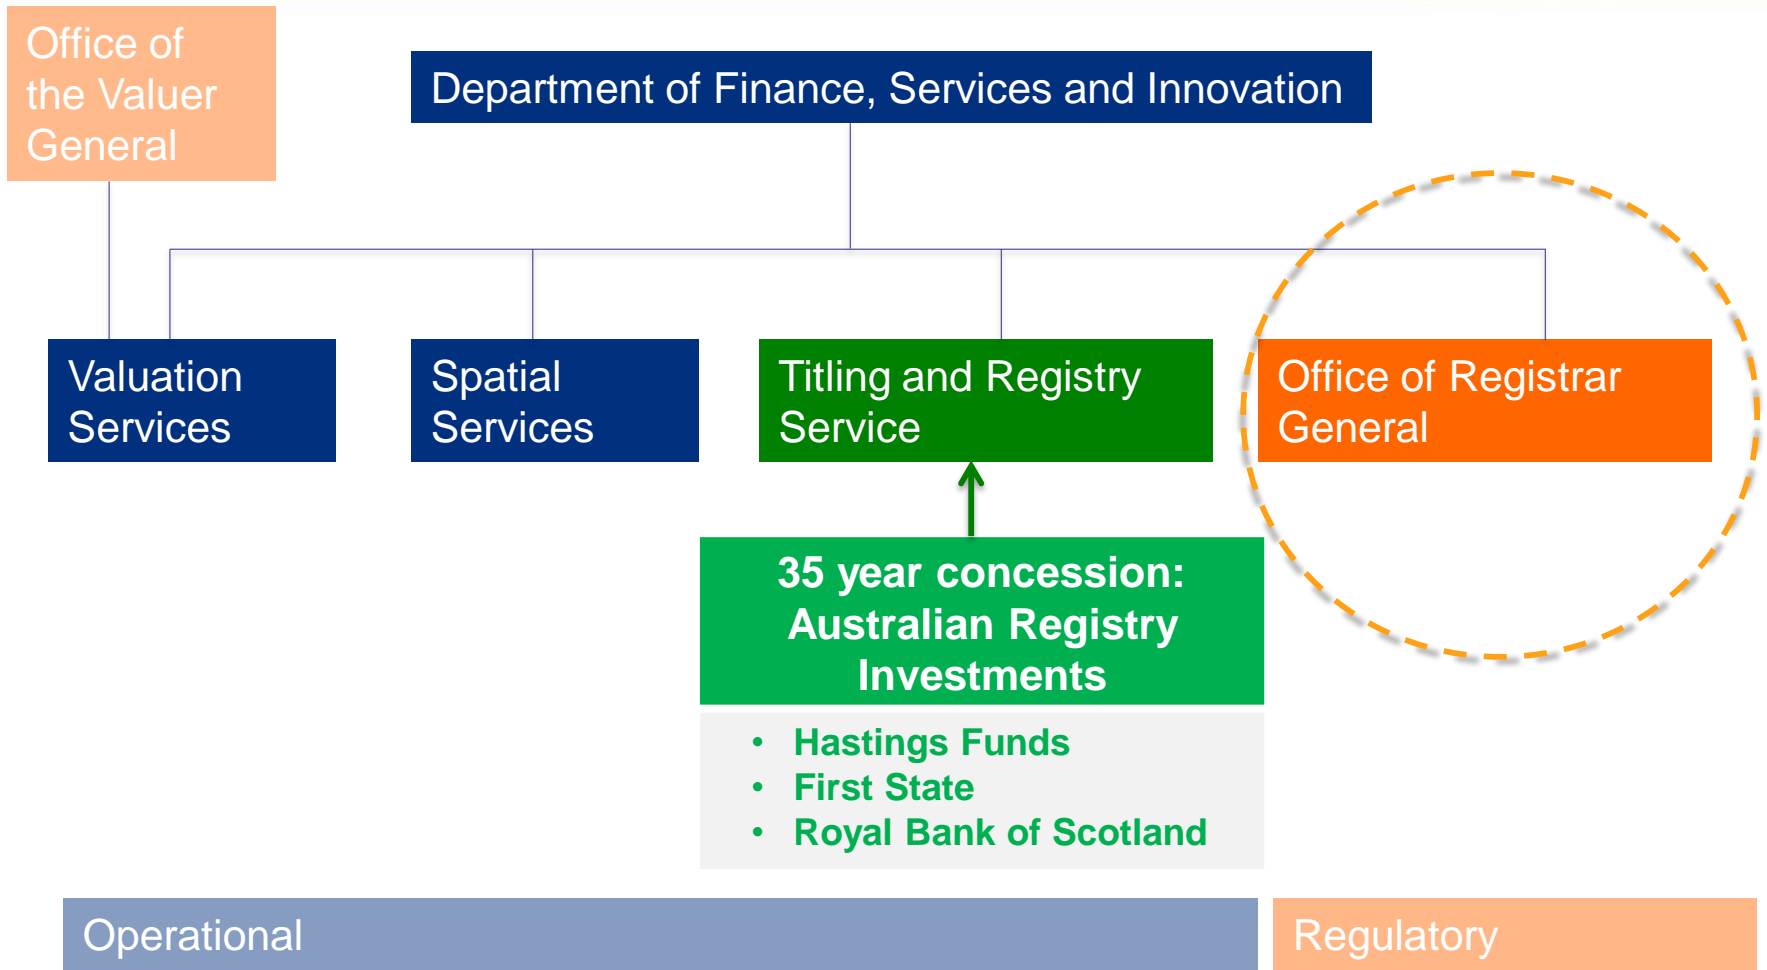 Office of
the Valuer
General
Department of Finance, Services and Innovation
Valuation
Services
Spatial
Services
Titling and Registry
Service
Office of Registrar
General
35 year concession:
Australian Registry
Investments
• Hastings Funds
• First State
• Royal Bank of Scotland
Operational
Regulatory